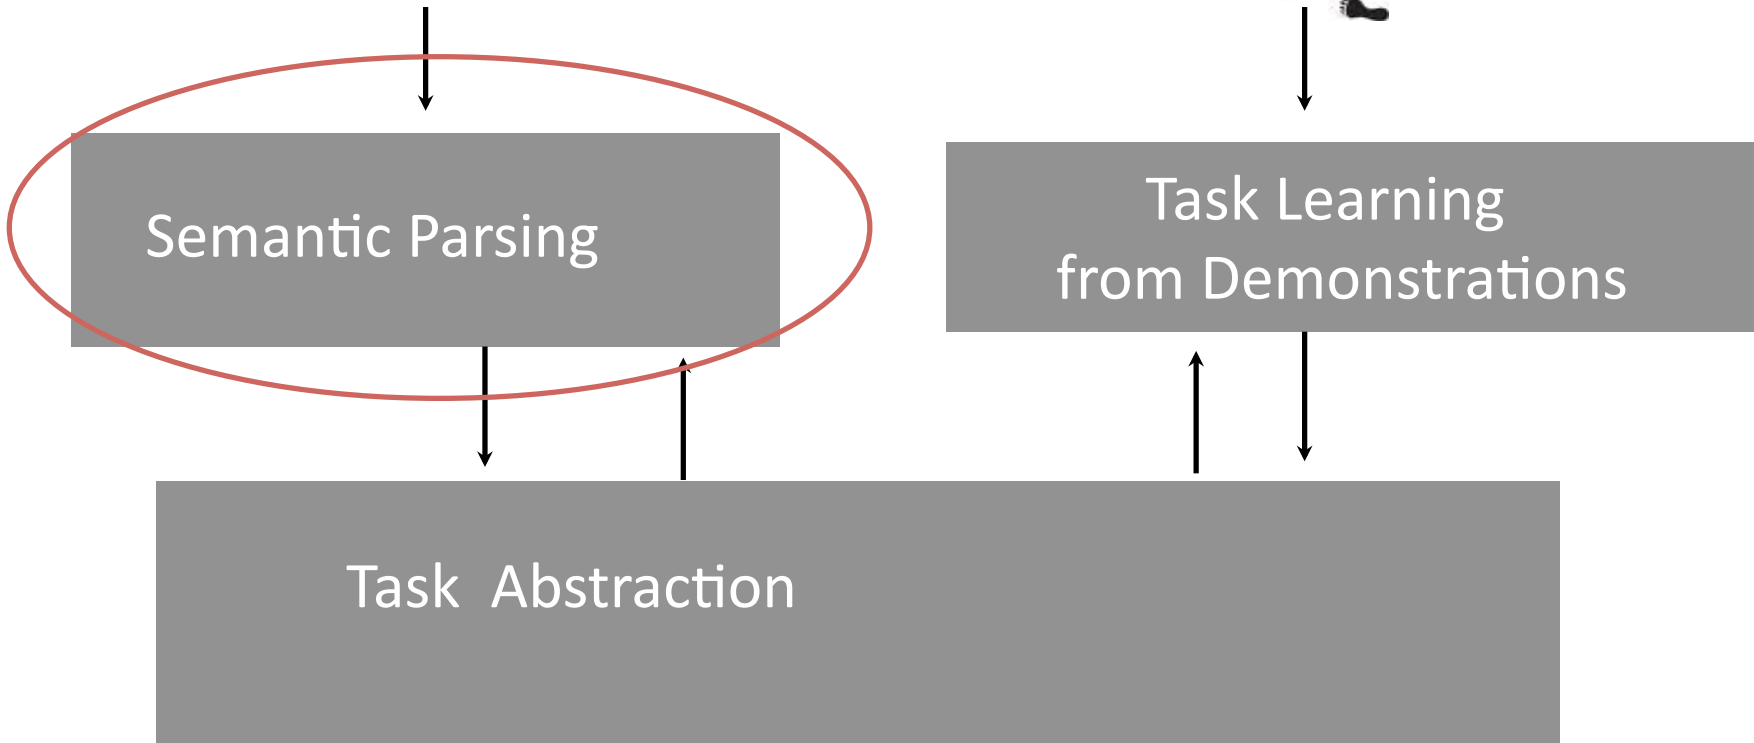 Semantic Parsing
Task Learning
from Demonstrations
Task Abstraction